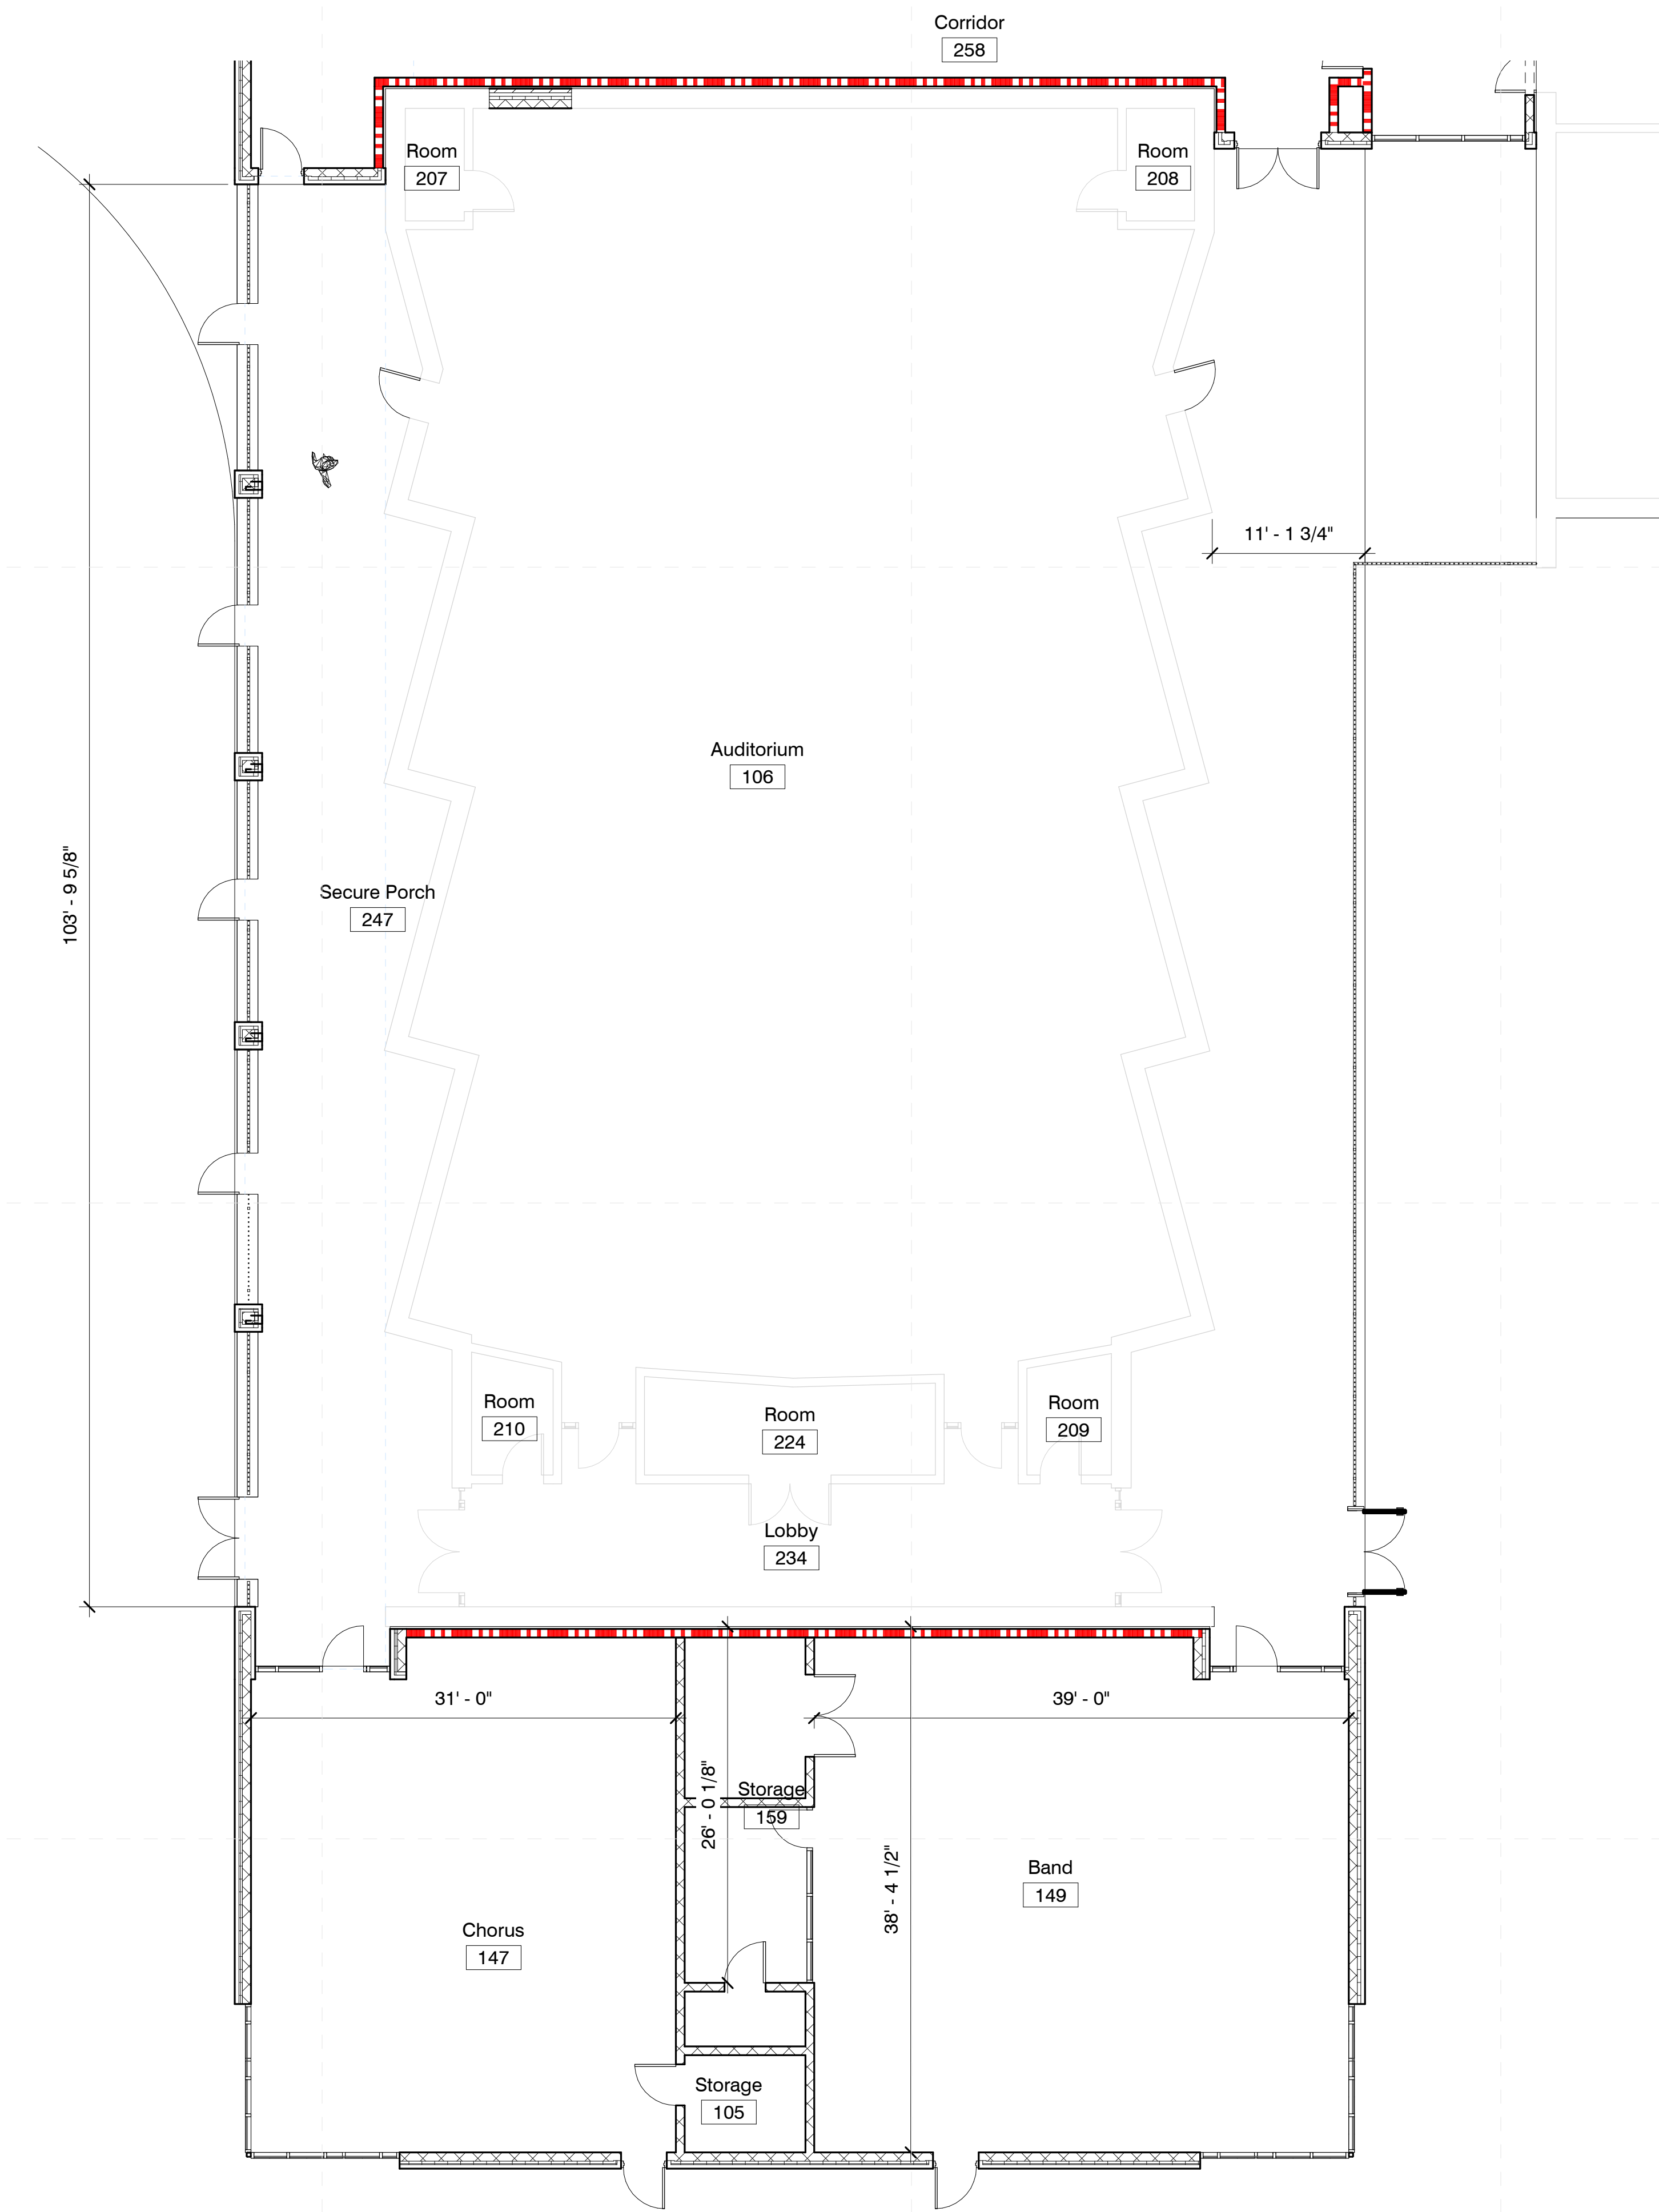 Corridor
258
Room
207
Room
208
11' - 1 3/4"
Auditorium
106
103' - 9 5/8"
Secure Porch
247
Room
210
Room
224
Room
209
Lobby
234
31' - 0"
39' - 0"
26' - 0 1/8"
Storage
159
38' - 4 1/2"
Band
149
Chorus
147
Storage
105